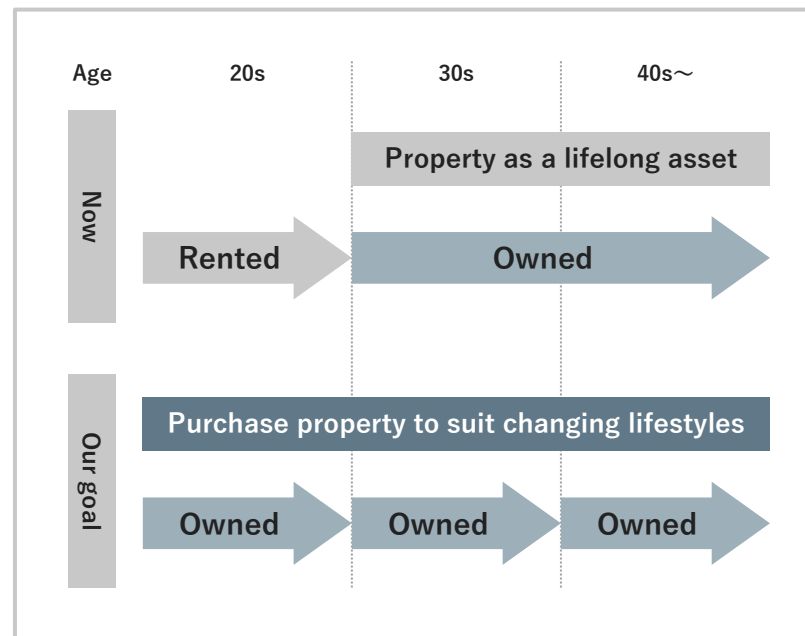 Age 20s 30s 40s～
Now
Property as a lifelong asset
Rented Owned
Our goal
Purchase property to suit changing lifestyles
Owned Owned Owned